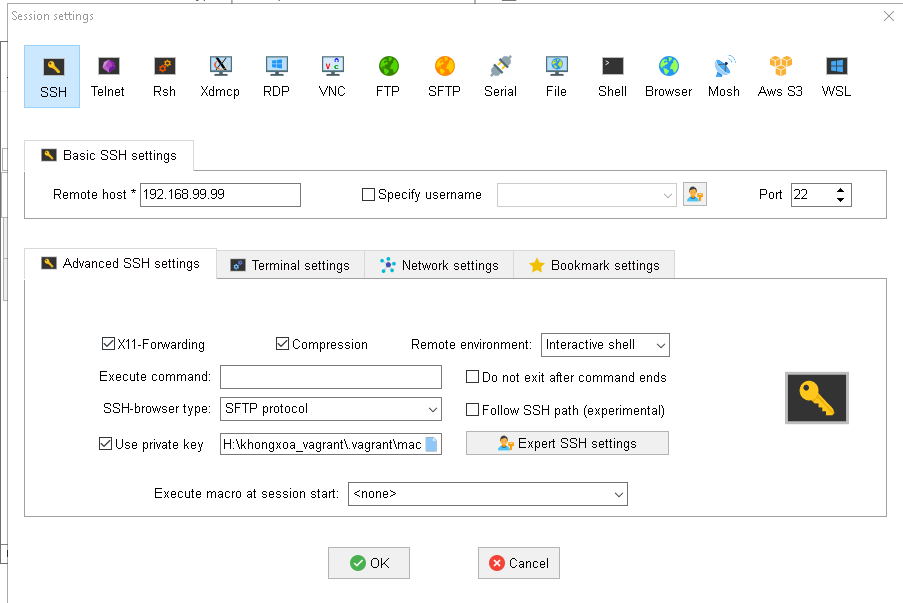 Session settings
SSH Telnet Rsh Xdmcp RDP VNC FTP SFTP Serial File Shell Browser Mosh Aws S3 WSL
Basic SSH settings
Remote host * 192.168.99.99 Specify username Port 22
Advanced SSH settings Terminal settings Network settings Bookmark settings
X11-Forwarding Compression Remote environment: Interactive shell
Execute command: Do not exit after command ends
SSH-browser type: SFTP protocol Follow SSH path (experimental)
Use private key H:\khongxoa_vagrant\.vagrant\mac Expert SSH settings
Execute macro at session start: <none>
OK Cancel